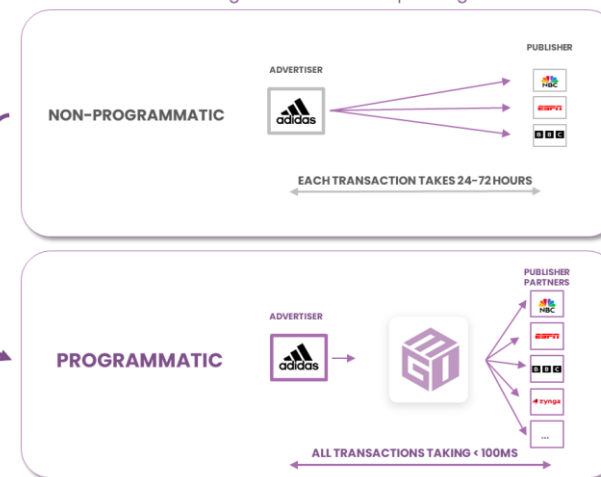 PUBLISHER
ADVERTISER
NBC
NON-PROGRAMMATIC
adidas
ESPN
BBC
EACH TRANSACTION TAKES 24-72 HOURS
PUBLISHER
PARTNERS
NBC
ADVERTISER
ESPN
PROGRAMMATIC
adidas
BBC
zynga
...
ALL TRANSACTIONS TAKING < 100MS